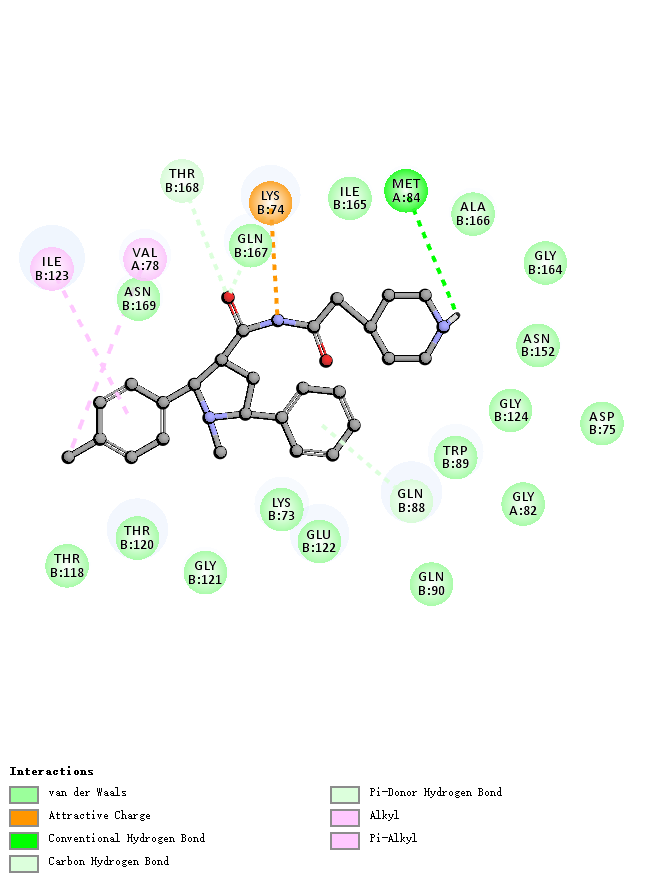 THR
B:168
LYS
B:74
ILE
B:165
MET
A:84
ALA
B:166
GLN
B:167
ILE
B:123
VAL
A:78
GLY
B:164
ASN
B:169
ASN
B:152
GLY
B:124
ASP
B:75
TRP
B:89
GLN
B:88
GLY
A:82
LYS
B:73
GLU
B:122
THR
B:120
THR
B:118
GLY
B:121
GLN
B:90
Interactions
van der Waals
Attractive Charge
Conventional Hydrogen Bond
Carbon Hydrogen Bond
Pi-Donor Hydrogen Bond
Alkyl
Pi-Alkyl